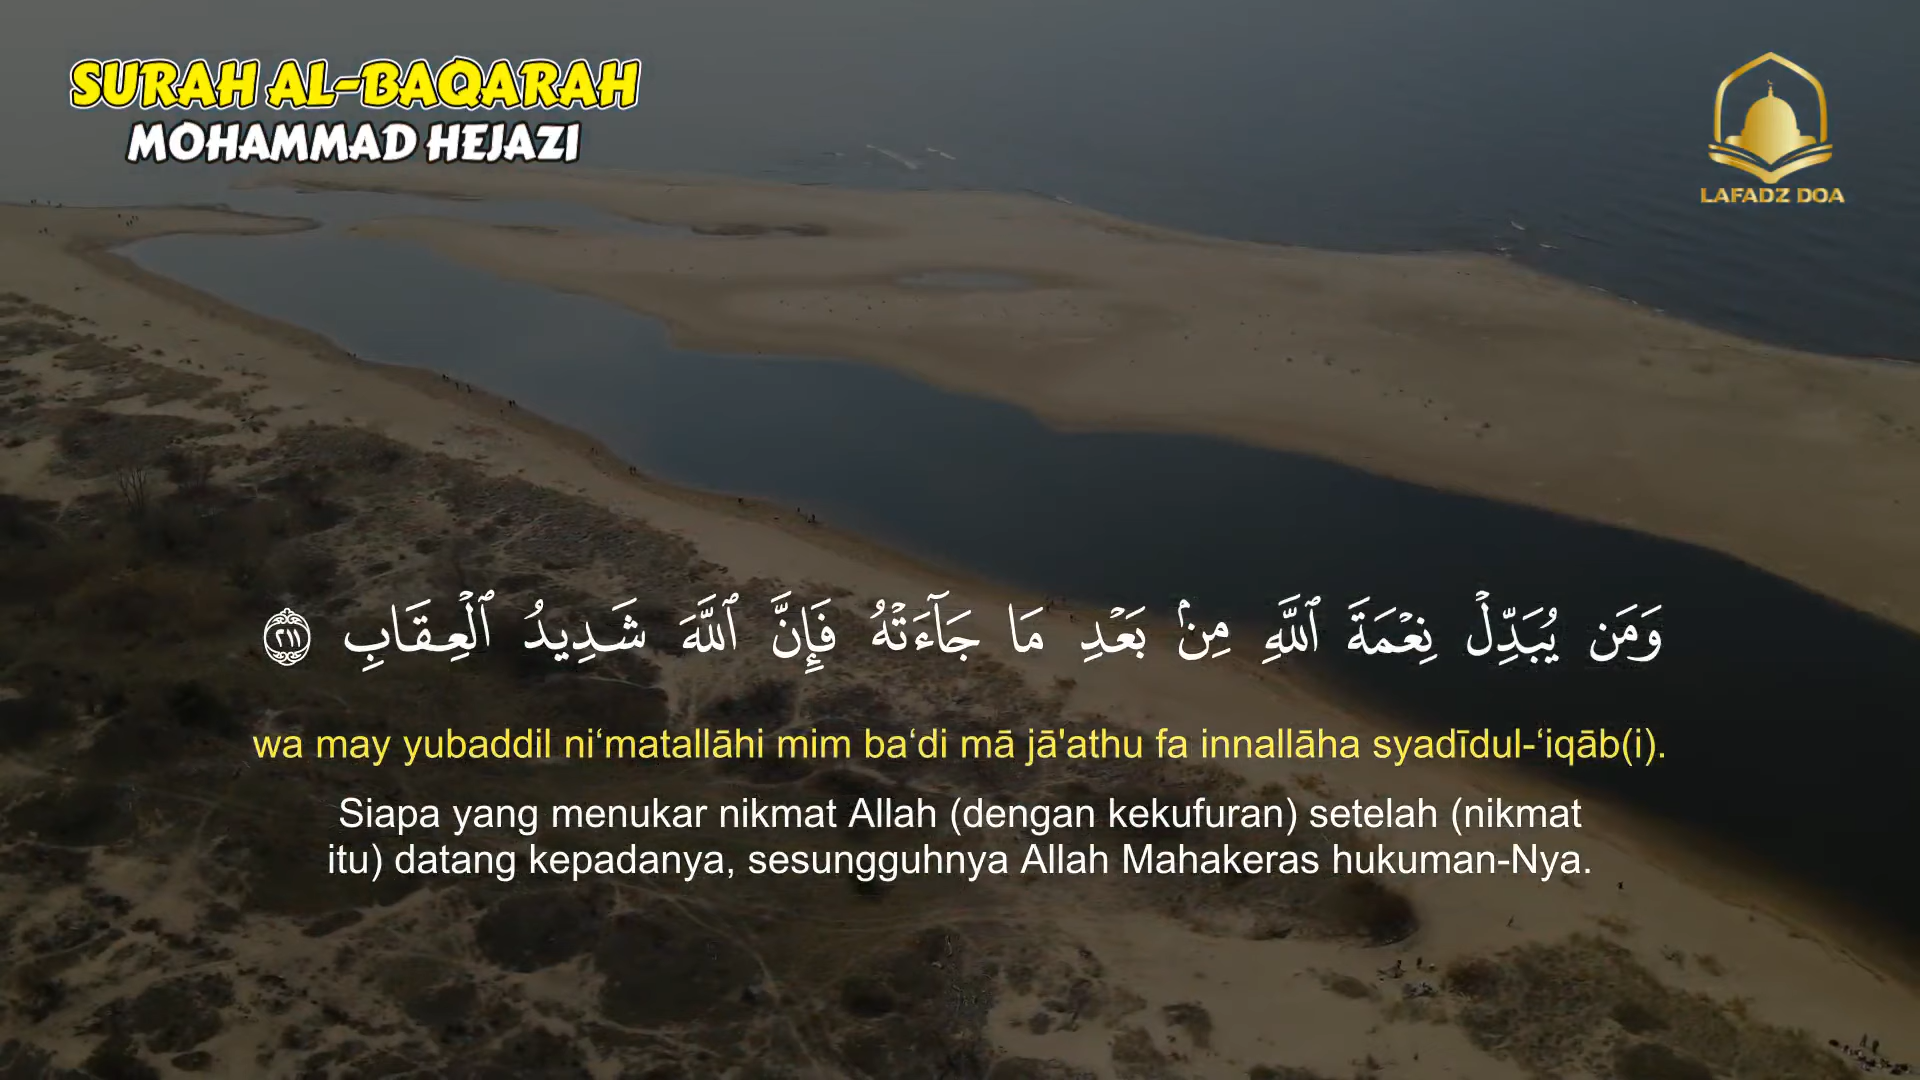 SURAH AL-BAQARAH
MOHAMMAD HEJAZI
LAFADZ DOA
وَمَن يُبَدِّلْ نِعْمَةَ ٱللَّهِ مِنۢ بَعْدِ مَا جَآءَتْهُ فَإِنَّ ٱللَّهَ شَدِيدُ ٱلْعِقَابِ ٢١١
wa may yubaddil ni‘matallāhi mim ba‘di mā jā'athu fa innallāha syadīdul-‘iqāb(i).
Siapa yang menukar nikmat Allah (dengan kekufuran) setelah (nikmat
itu) datang kepadanya, sesungguhnya Allah Mahakeras hukuman-Nya.